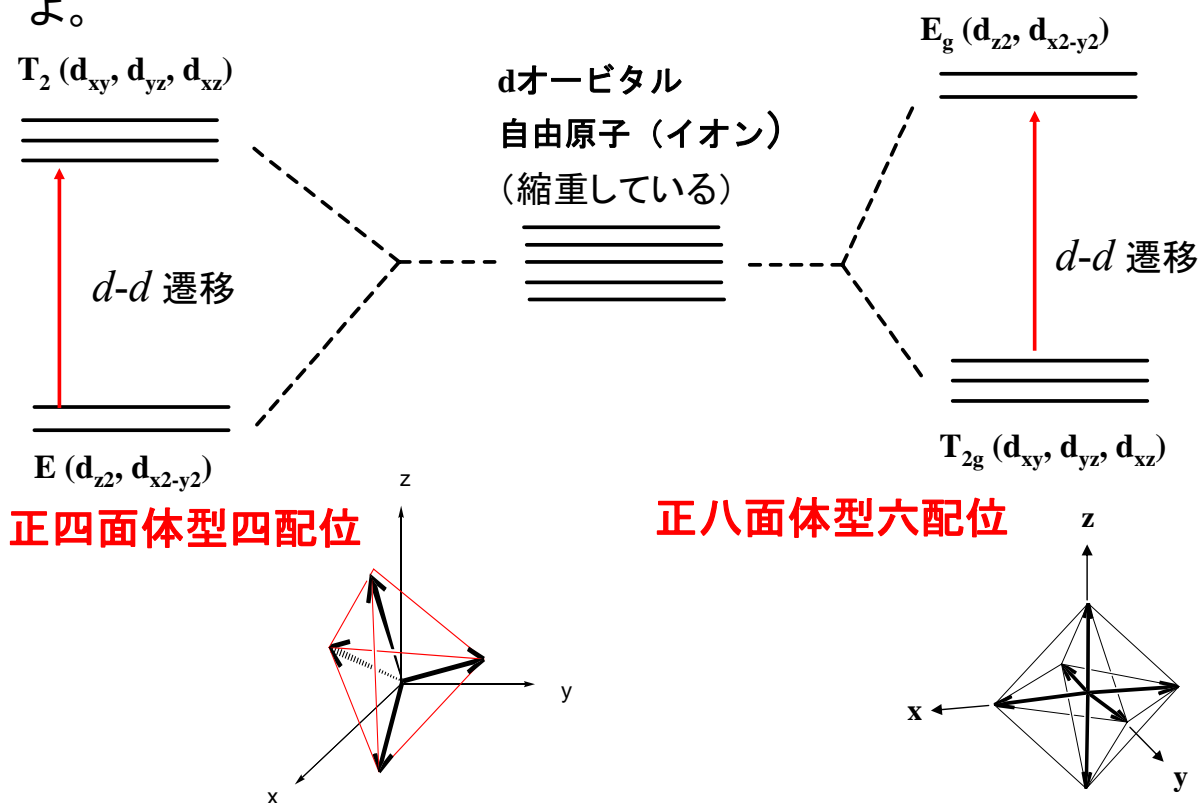 よ。
T2 (dxy, dyz, dxz)
dオービタル
自由原子（イオン）
（縮重している）
Eg (dz2, dx2-y2)
d-d 遷移
d-d 遷移
E (dz2, dx2-y2)
T2g (dxy, dyz, dxz)
正四面体型四配位
正八面体型六配位
z
y
x
z
x
y